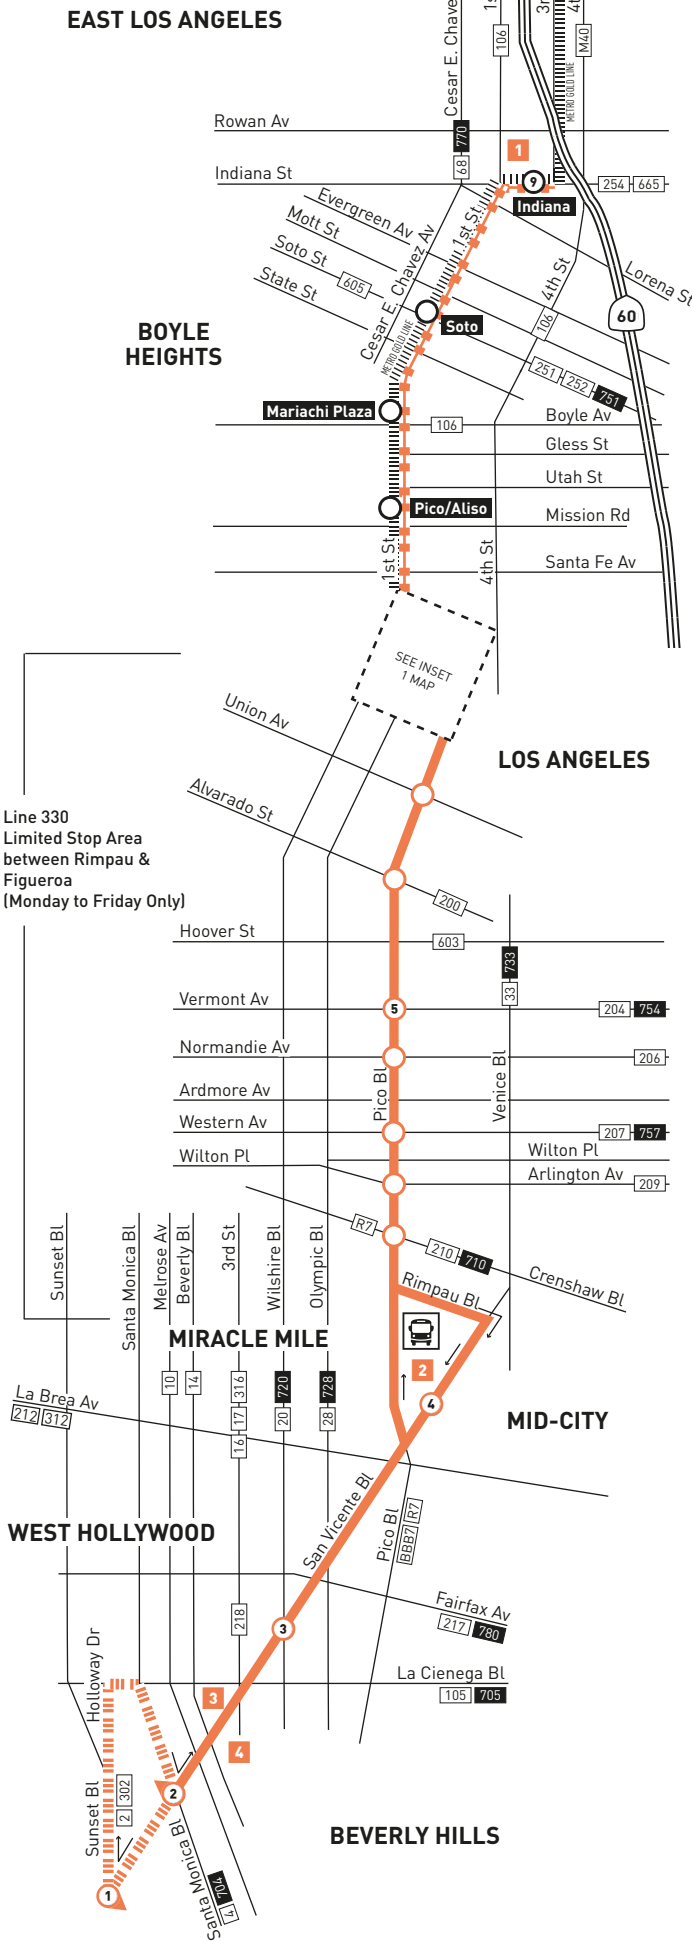 EAST LOS ANGELES
Cesar E. Chave
1s
3r
4t
106
M40
METRO GOLD LINE
Rowan Av
770
68
1
Indiana St
9
254 665
Indiana
Evergreen Av
Mott St
Soto St
605
State St
1st St
Cesar E. Chavez Av
4th St
Lorena St
60
106
Soto
METRO GOLD LINE
BOYLE
HEIGHTS
251 252 751
Mariachi Plaza
106
Boyle Av
Gless St
Utah St
Pico/Aliso
Mission Rd
1st St
4th St
Santa Fe Av
SEE INSET
1 MAP
Union Av
LOS ANGELES
Alvarado St
Line 330
Limited Stop Area
between Rimpau &
Figueroa
(Monday to Friday Only)
200
Hoover St
603
733
33
Vermont Av
5
204 754
Normandie Av
206
Pico Bl
Venice Bl
Ardmore Av
Western Av
207 757
Wilton Pl
Wilton Pl
Arlington Av
209
R7
210 710
Crenshaw Bl
Sunset Bl
Santa Monica Bl
Melrose Av
Beverly Bl
3rd St
Wilshire Bl
Olympic Bl
Rimpau Bl
MIRACLE MILE
2
4
10
14
16 17 316
20 720
28 728
La Brea Av
212 312
MID-CITY
San Vicente Bl
Pico Bl
BBB7 R7
WEST HOLLYWOOD
Fairfax Av
217 780
218
3
Holloway Dr
La Cienega Bl
105 705
3
4
Sunset Bl
2 302
2
BEVERLY HILLS
Santa Monica Bl
4 704
1